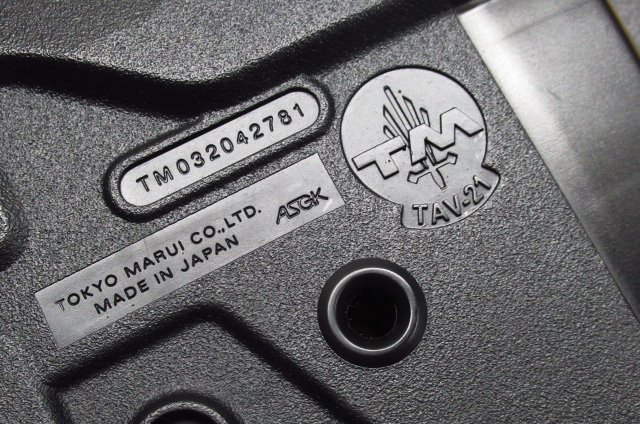 TM032042781
TM
TAV-21
TOKYO MARUI CO.,LTD.
MADE IN JAPAN
ASGK